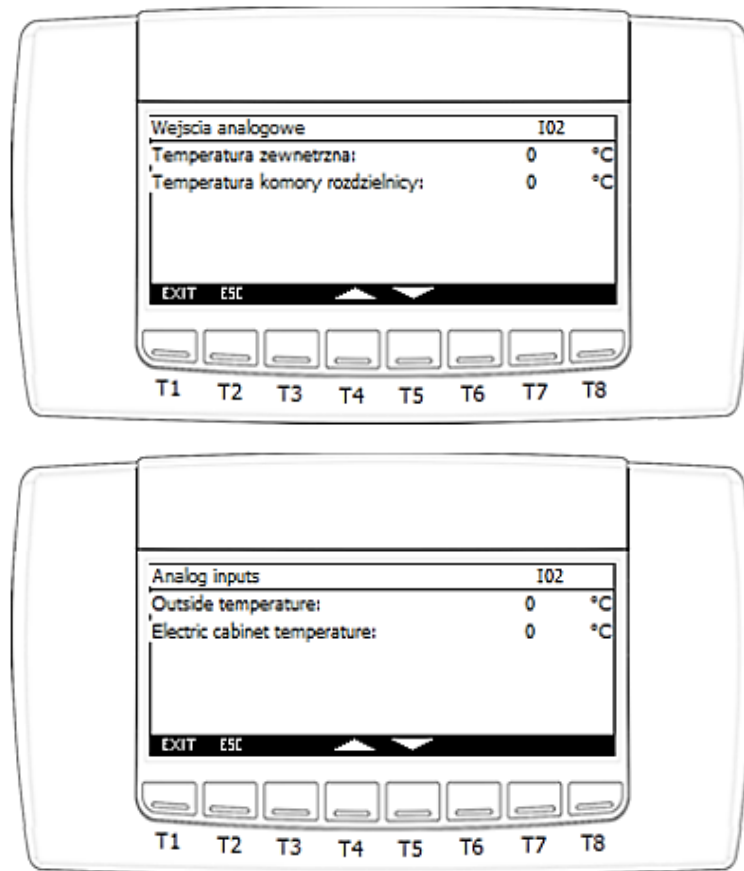 Wejscia analogowe I02
Temperatura zewnetrzna: 0 °C
Temperatura komory rozdzielnicy: 0 °C
EXIT ESC
T1 T2 T3 T4 T5 T6 T7 T8
Analog inputs I02
Outside temperature: 0 °C
Electric cabinet temperature: 0 °C
EXIT ESC
T1 T2 T3 T4 T5 T6 T7 T8